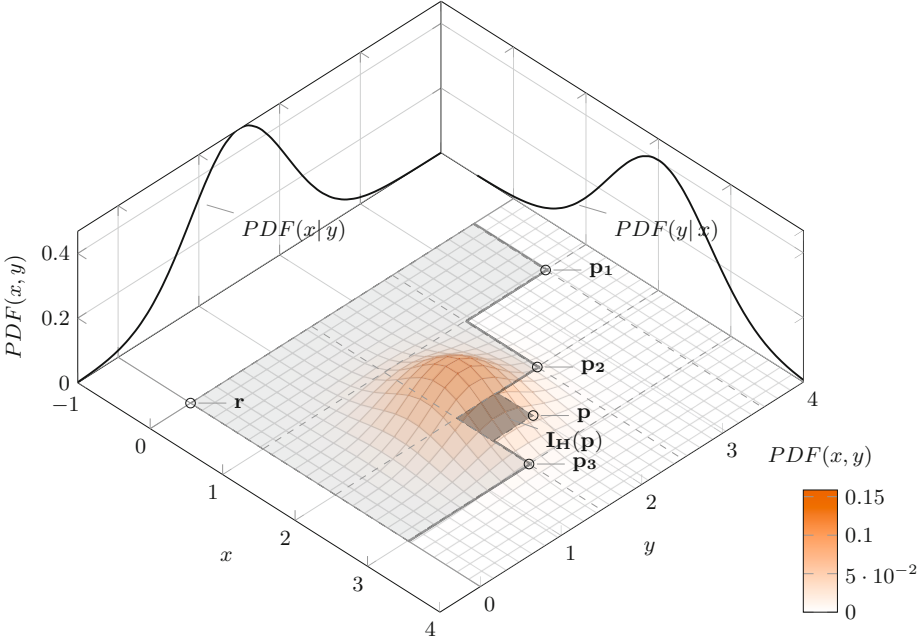 PDF(x|y)
PDF(y|x)
PDF(x, y)
0.4
0.2
0
−1
0
1
2
3
4
x
0
1
2
3
4
y
p₁
p₂
p
I_H(p)
p₃
r
PDF(x, y)
0.15
0.1
5 · 10⁻²
0